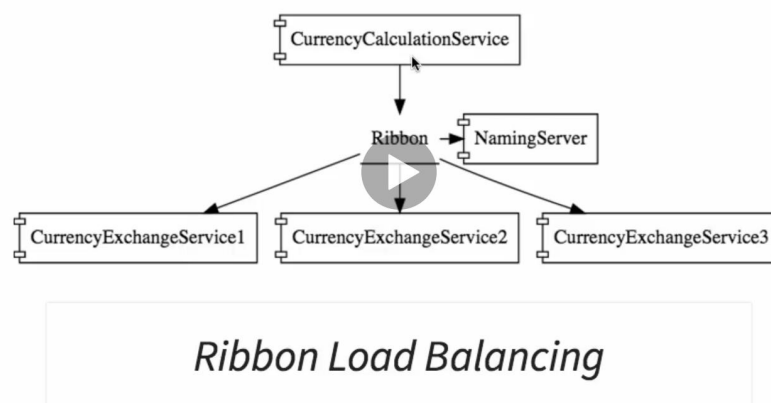 CurrencyCalculationService
Ribbon
NamingServer
CurrencyExchangeService1
CurrencyExchangeService2
CurrencyExchangeService3
Ribbon Load Balancing